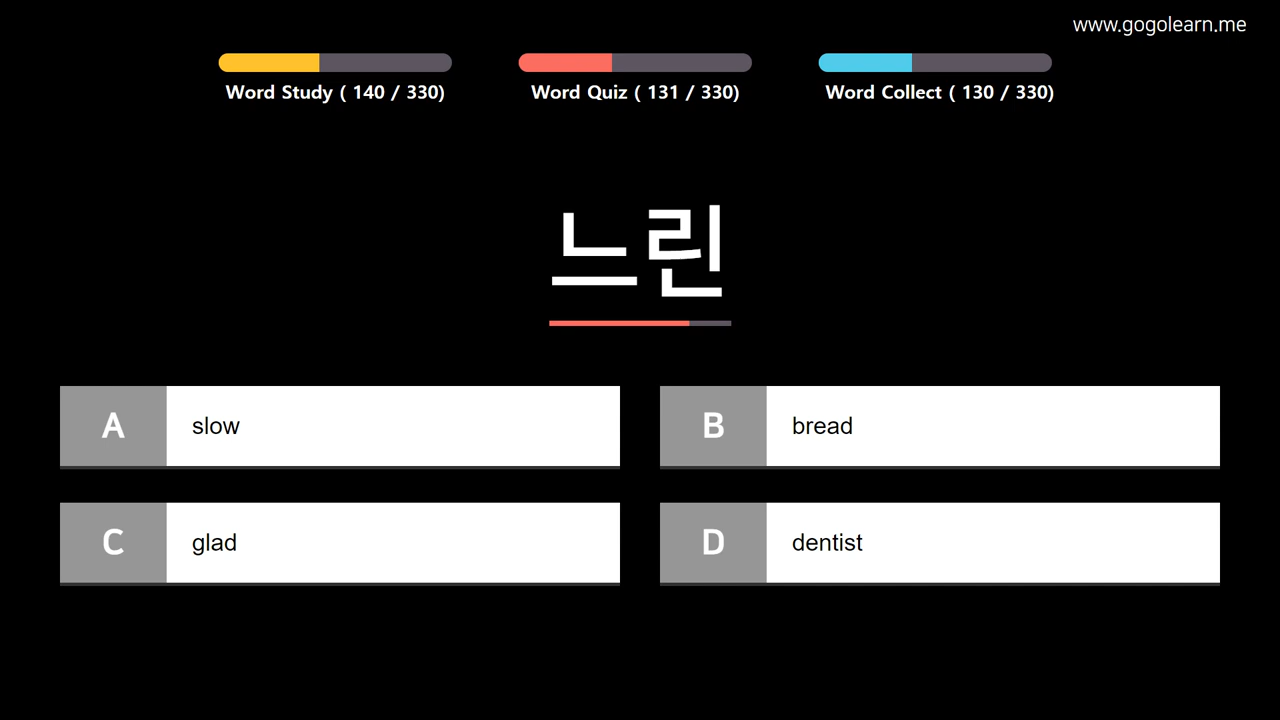 www.gogolearn.me
Word Study ( 140 / 330)
Word Quiz ( 131 / 330)
Word Collect ( 130 / 330)
느린
A slow
B bread
C glad
D dentist